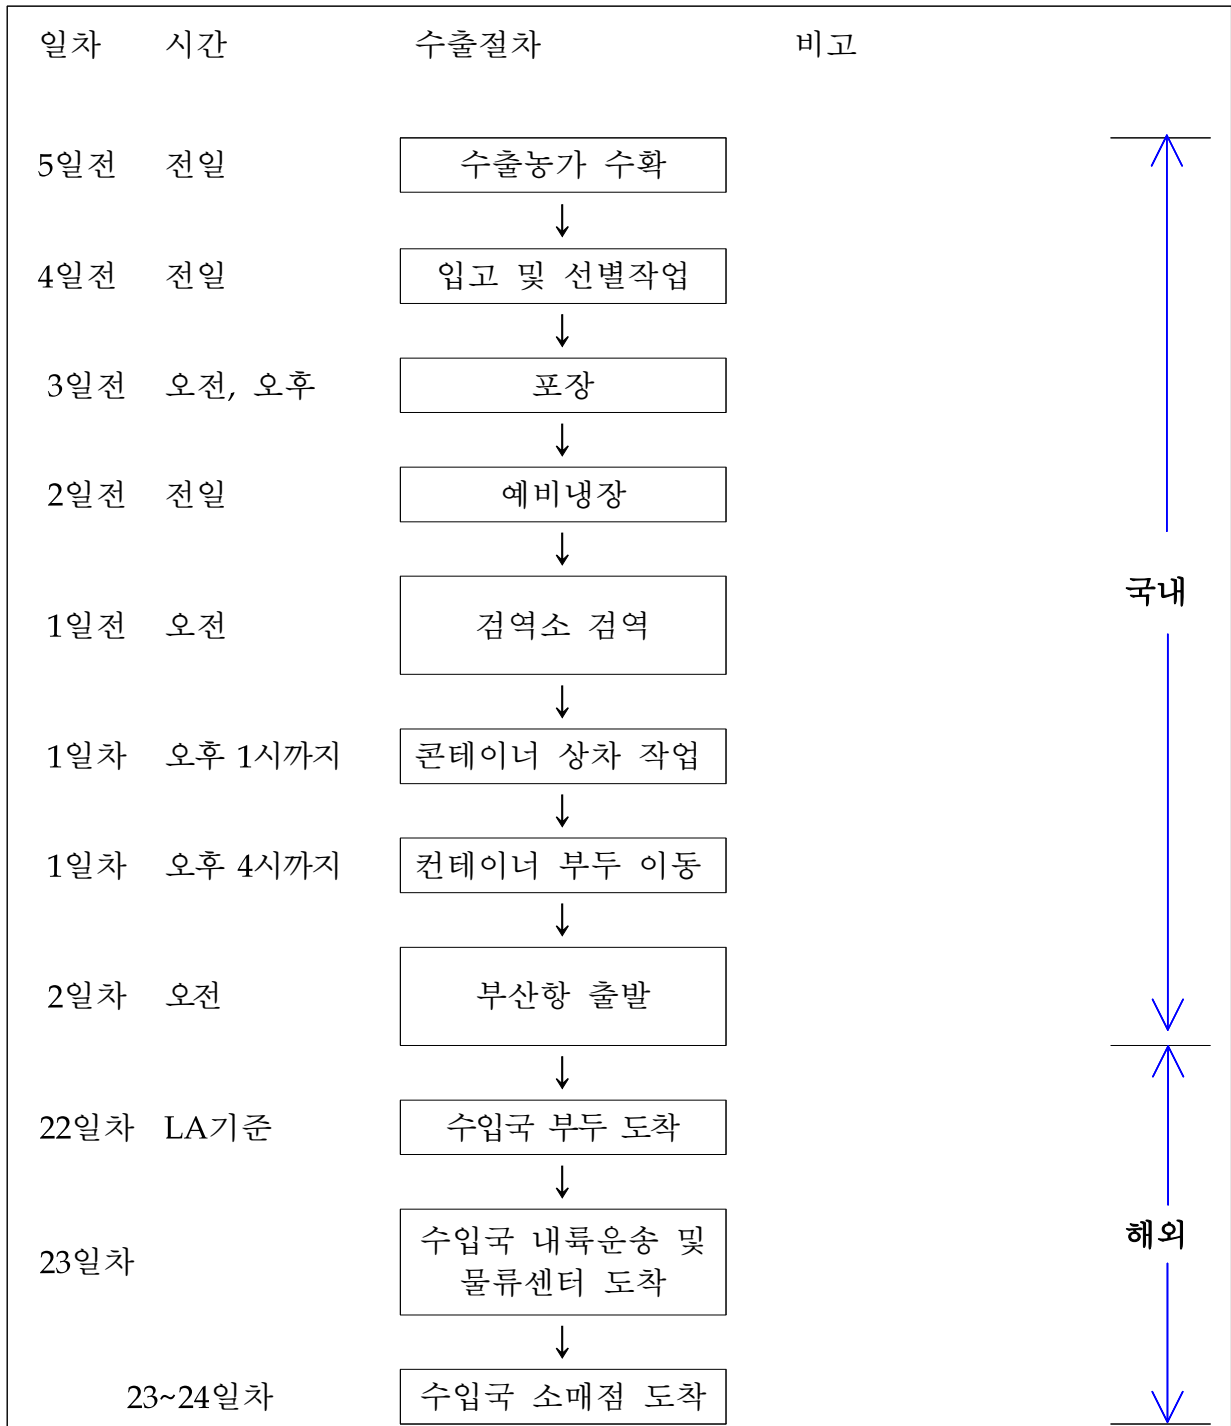 일차 시간 수출절차 비고
5일전 전일 수출농가 수확
↓
4일전 전일 입고 및 선별작업
↓
3일전 오전, 오후 포장
↓
2일전 전일 예비냉장
↓
국내
1일전 오전 검역소 검역
↓
1일차 오후 1시까지 콘테이너 상차 작업
↓
1일차 오후 4시까지 컨테이너 부두 이동
↓
2일차 오전 부산항 출발
↓
22일차 LA기준 수입국 부두 도착
↓
해외
23일차 수입국 내륙운송 및
물류센터 도착
↓
23~24일차 수입국 소매점 도착